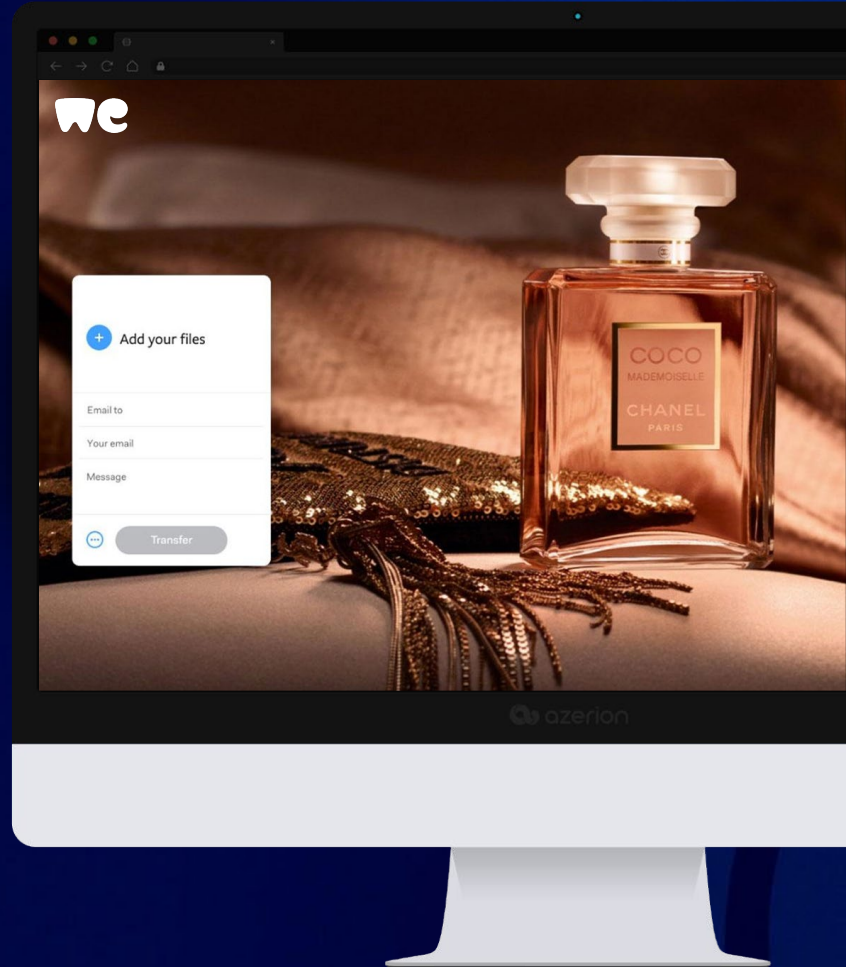 we
Add your files
Email to
Your email
Message
Transfer
COCO
MADEMOISELLE
CHANEL
PARIS
azerion